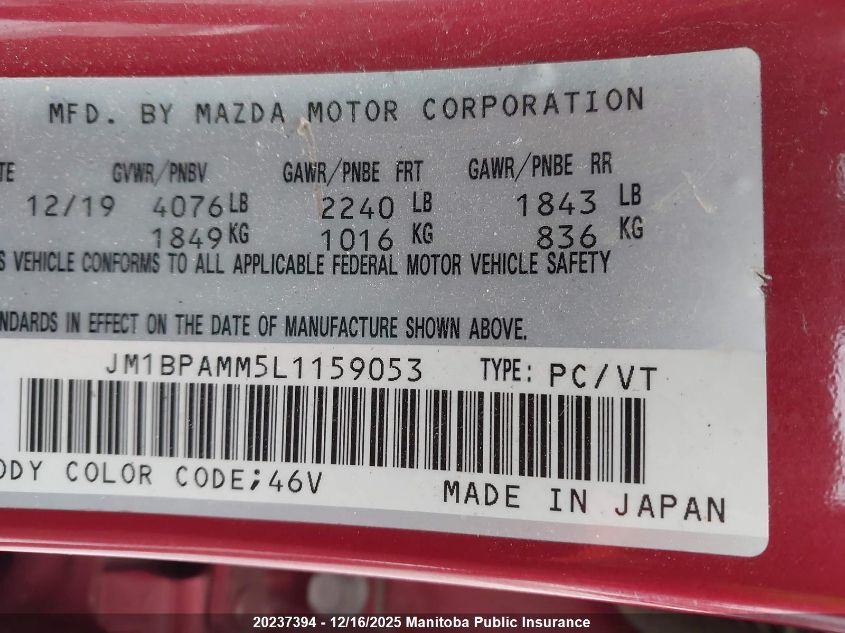 MFD. BY MAZDA MOTOR CORPORATION
TE GVWR/PNBV GAWR/PNBE FRT GAWR/PNBE RR
12/19 4076 LB 2240 LB 1843 LB
1849 KG 1016 KG 836 KG
S VEHICLE CONFORMS TO ALL APPLICABLE FEDERAL MOTOR VEHICLE SAFETY
NDARDS IN EFFECT ON THE DATE OF MANUFACTURE SHOWN ABOVE.
JM1BPAMM5L1159053 TYPE: PC/VT
ODY COLOR CODE;46V
MADE IN JAPAN
20237394 - 12/16/2025 Manitoba Public Insurance